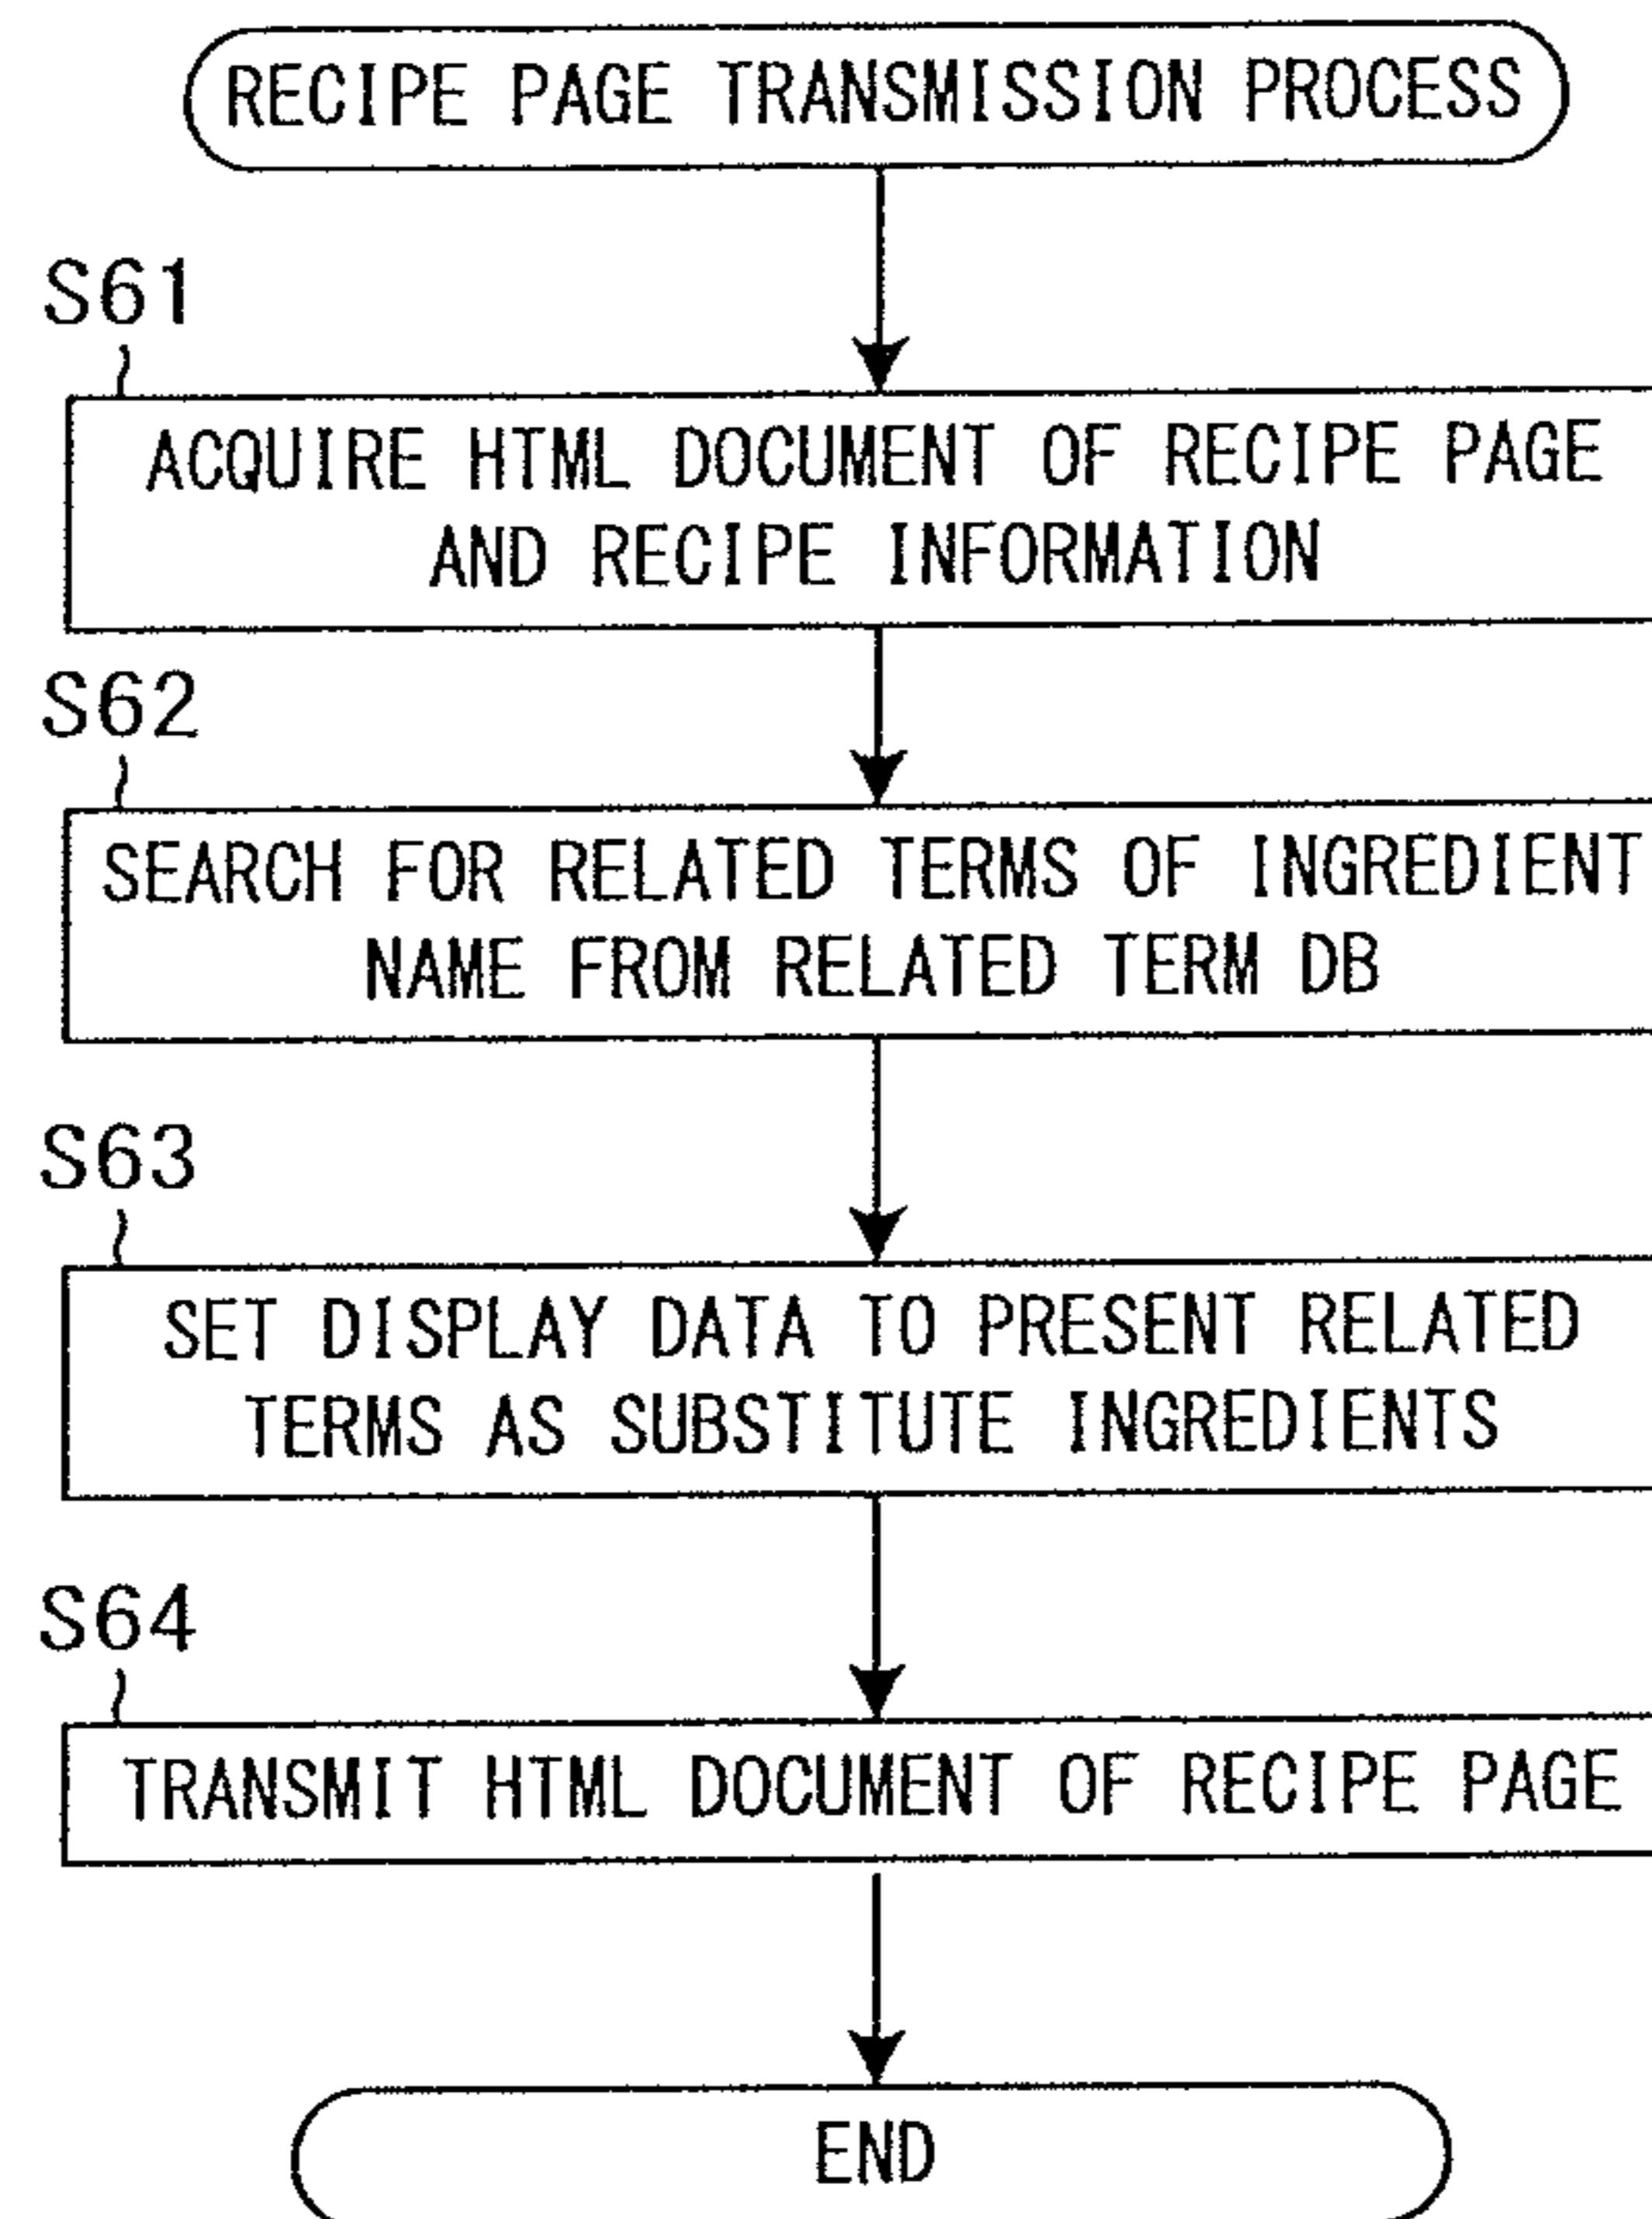 RECIPE PAGE TRANSMISSION PROCESS
S61
ACQUIRE HTML DOCUMENT OF RECIPE PAGE
AND RECIPE INFORMATION
S62
SEARCH FOR RELATED TERMS OF INGREDIENT
NAME FROM RELATED TERM DB
S63
SET DISPLAY DATA TO PRESENT RELATED
TERMS AS SUBSTITUTE INGREDIENTS
S64
TRANSMIT HTML DOCUMENT OF RECIPE PAGE
END